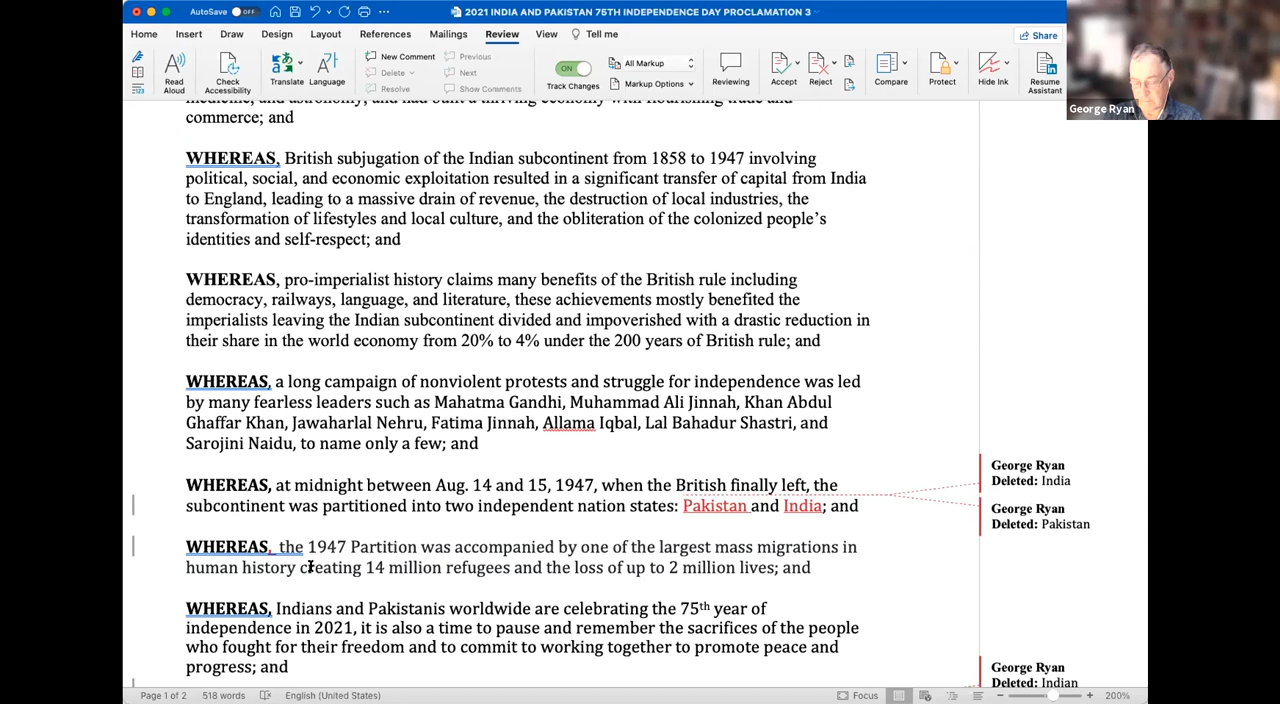 AutoSave OFF 2021 INDIA AND PAKISTAN 75TH INDEPENDENCE DAY PROCLAMATION 3
Home Insert Draw Design Layout References Mailings Review View Tell me Share
Read Aloud
Check Accessibility
Translate
Language
New Comment
Delete
Resolve
Previous
Next
Show Comments
ON
Track Changes
All Markup
Markup Options
Reviewing
Accept
Reject
Compare
Protect
Hide Ink
Resume Assistant
George Ryan
medicine, and astronomy, and had built a thriving economy with flourishing trade and
commerce; and
WHEREAS, British subjugation of the Indian subcontinent from 1858 to 1947 involving
political, social, and economic exploitation resulted in a significant transfer of capital from India
to England, leading to a massive drain of revenue, the destruction of local industries, the
transformation of lifestyles and local culture, and the obliteration of the colonized people’s
identities and self-respect; and
WHEREAS, pro-imperialist history claims many benefits of the British rule including
democracy, railways, language, and literature, these achievements mostly benefited the
imperialists leaving the Indian subcontinent divided and impoverished with a drastic reduction in
their share in the world economy from 20% to 4% under the 200 years of British rule; and
WHEREAS, a long campaign of nonviolent protests and struggle for independence was led
by many fearless leaders such as Mahatma Gandhi, Muhammad Ali Jinnah, Khan Abdul
Ghaffar Khan, Jawaharlal Nehru, Fatima Jinnah, Allama Iqbal, Lal Bahadur Shastri, and
Sarojini Naidu, to name only a few; and
WHEREAS, at midnight between Aug. 14 and 15, 1947, when the British finally left, the
subcontinent was partitioned into two independent nation states: Pakistan and India; and
WHEREAS, the 1947 Partition was accompanied by one of the largest mass migrations in
human history creating 14 million refugees and the loss of up to 2 million lives; and
WHEREAS, Indians and Pakistanis worldwide are celebrating the 75th year of
independence in 2021, it is also a time to pause and remember the sacrifices of the people
who fought for their freedom and to commit to working together to promote peace and
progress; and
George Ryan
Deleted: India
George Ryan
Deleted: Pakistan
George Ryan
Deleted: Indian
Page 1 of 2 518 words English (United States) Focus 200%